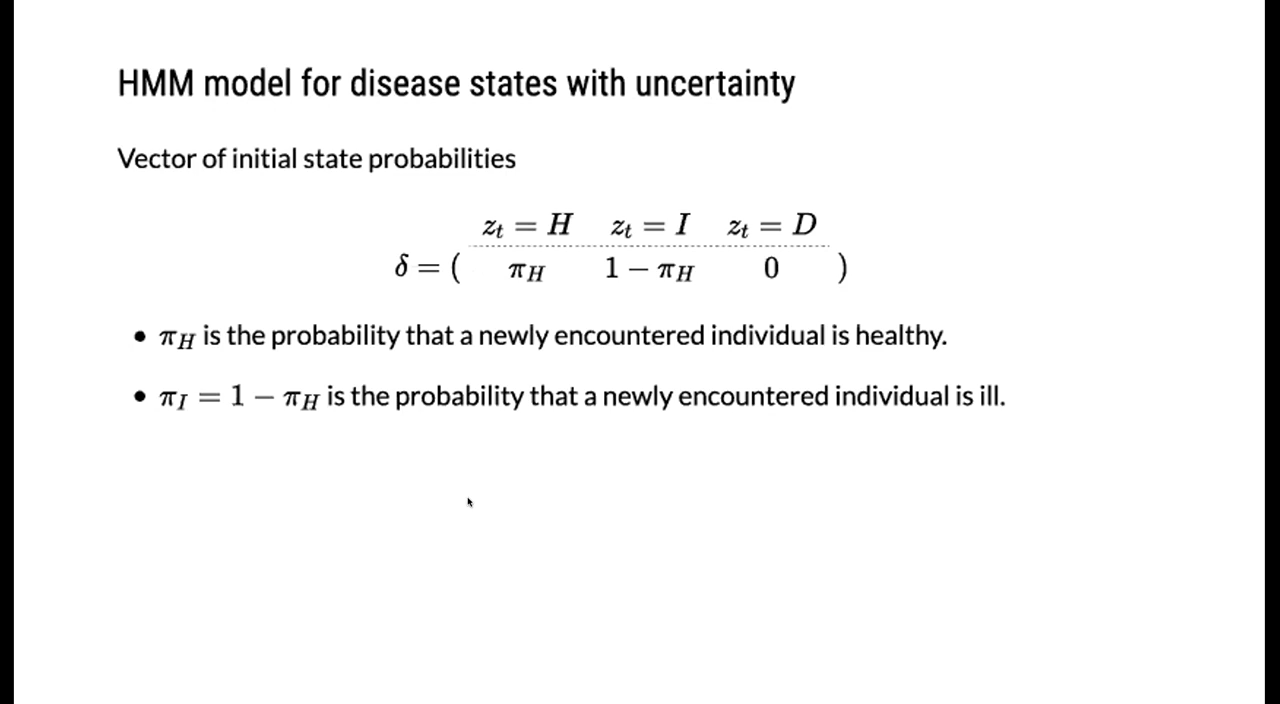 HMM model for disease states with uncertainty
Vector of initial state probabilities
z_t = H z_t = I z_t = D
δ = ( π_H 1 − π_H 0 )
• π_H is the probability that a newly encountered individual is healthy.
• π_I = 1 − π_H is the probability that a newly encountered individual is ill.